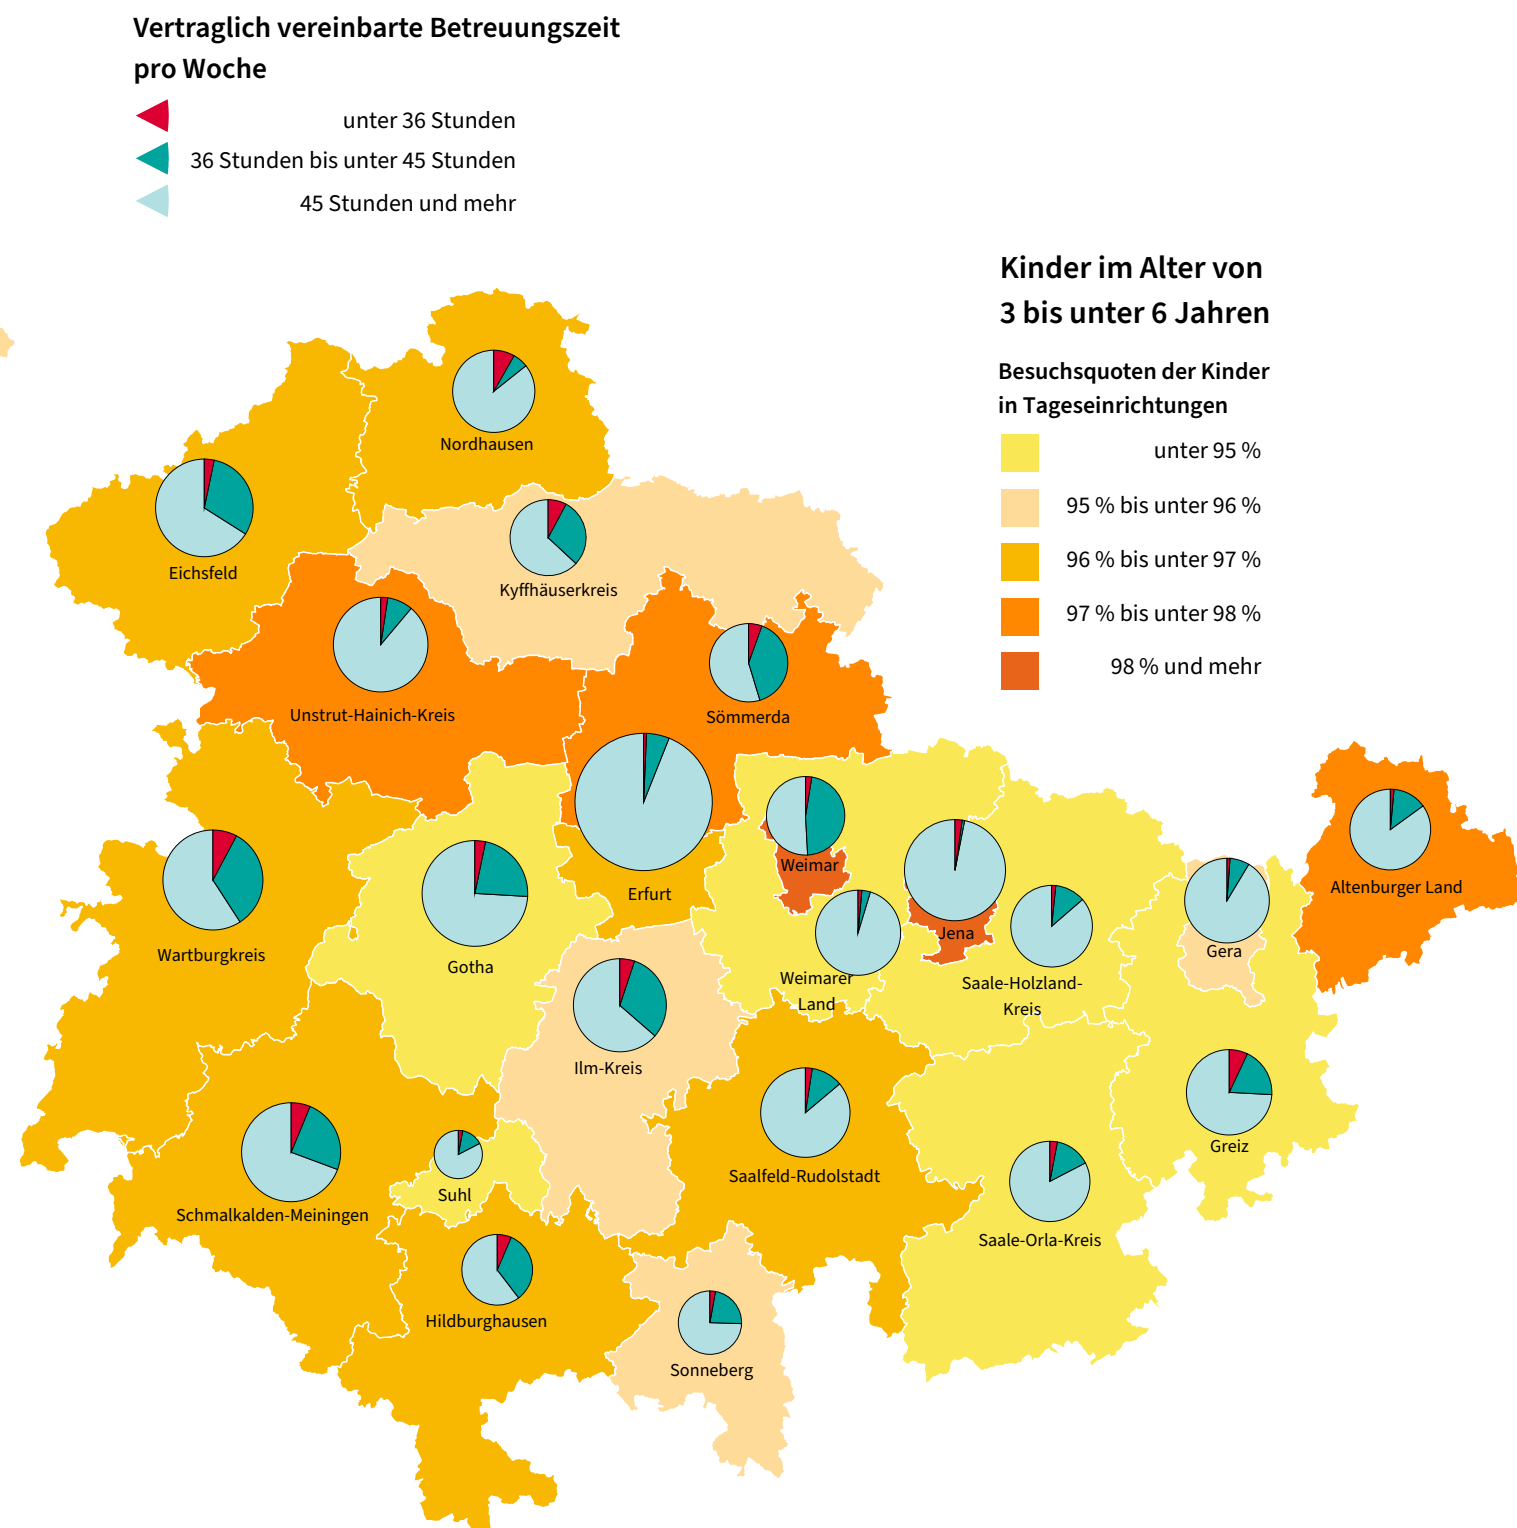 Vertraglich vereinbarte Betreuungszeit
pro Woche
unter 36 Stunden
36 Stunden bis unter 45 Stunden
45 Stunden und mehr
Kinder im Alter von
3 bis unter 6 Jahren
Besuchsquoten der Kinder
in Tageseinrichtungen
unter 95 %
95 % bis unter 96 %
96 % bis unter 97 %
97 % bis unter 98 %
98 % und mehr
Nordhausen
Eichsfeld
Kyffhäuserkreis
Unstrut-Hainich-Kreis
Sömmerda
Erfurt
Weimar
Altenburger Land
Wartburgkreis
Gotha
Jena
Gera
Weimarer
Land
Saale-Holzland-
Kreis
Ilm-Kreis
Greiz
Saalfeld-Rudolstadt
Suhl
Schmalkalden-Meiningen
Saale-Orla-Kreis
Hildburghausen
Sonneberg